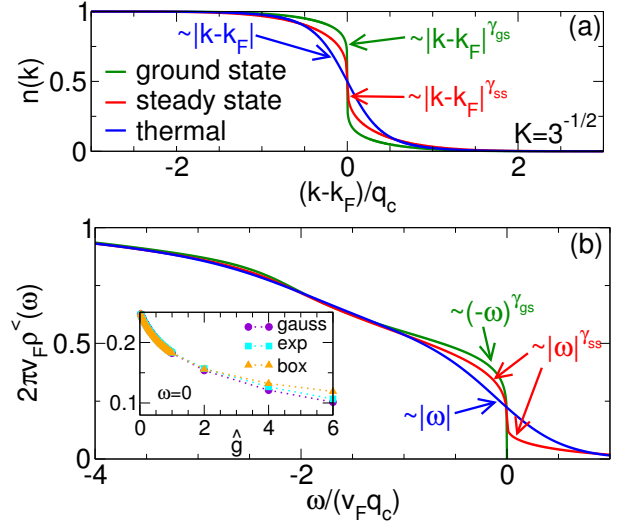 1
0.5
0
n(k)
~|k-k_F|
~|k-k_F|^γ_gs
(a)
ground state
steady state
thermal
~|k-k_F|^γ_ss
K=3^-1/2
-2 0 2
(k-k_F)/q_c
1
0.5
0
2πv_Fρ^<(ω)
(b)
~(-ω)^γ_gs
~|ω|^γ_ss
~|ω|
0.2
0.1
gauss
exp
box
ω=0
0 2 4 6
ĝ
-4 -2 0
ω/(v_Fq_c)